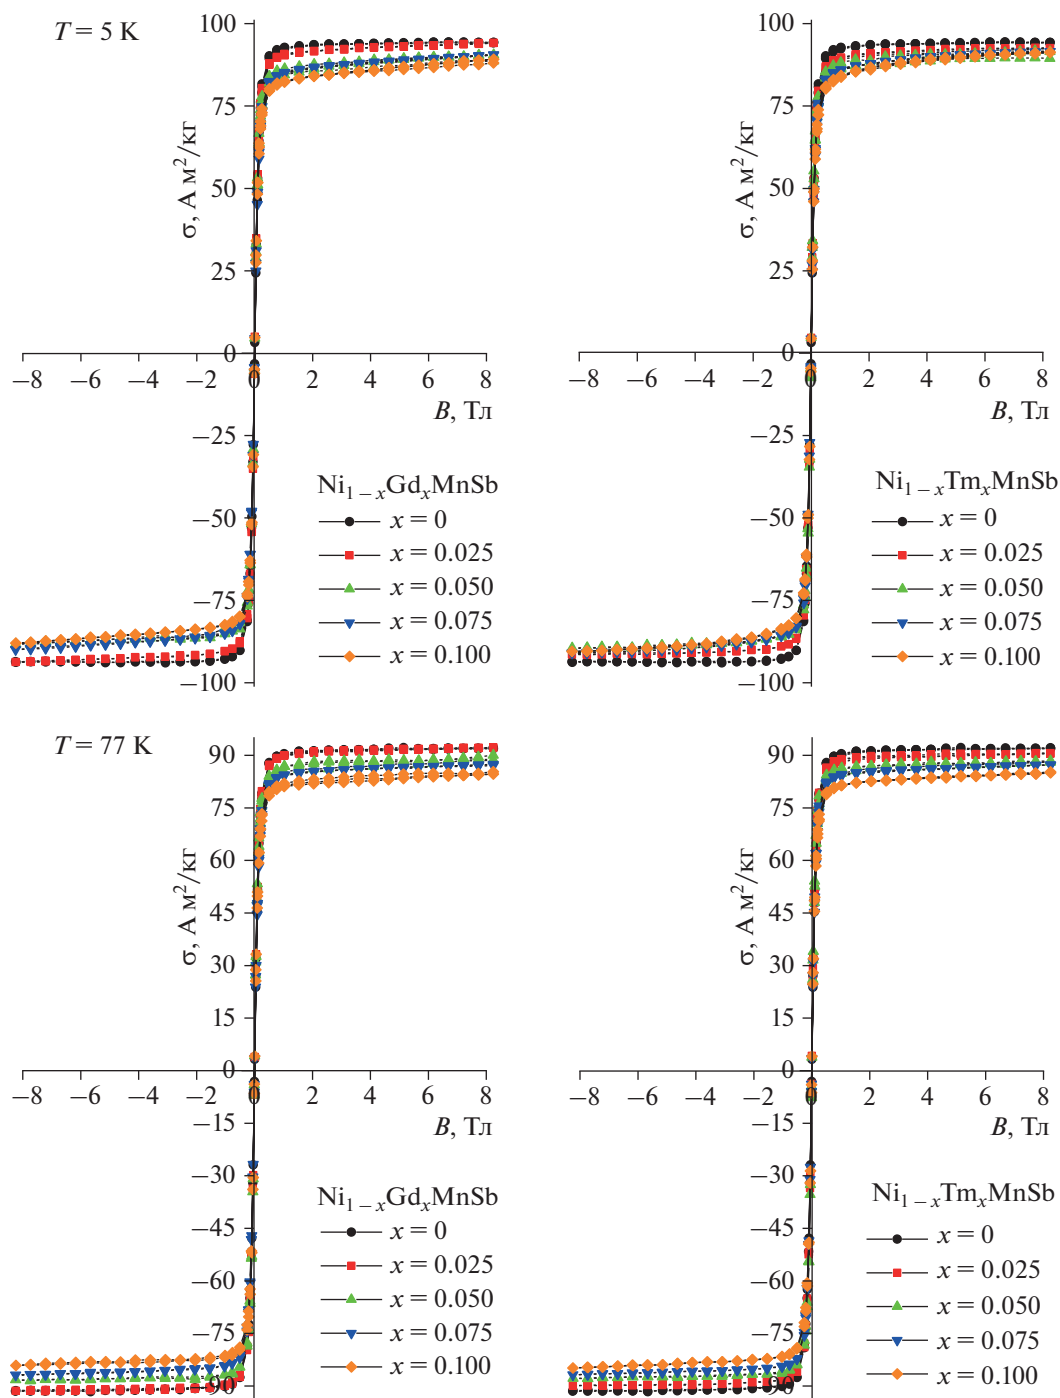 T = 5 K
100
75
50
25
0
−25
−50
−75
−100
σ, А м²/кг
−8 −6 −4 −2 0 2 4 6 8
B, Тл
Ni₁₋ₓGdₓMnSb
x = 0
x = 0.025
x = 0.050
x = 0.075
x = 0.100
100
75
50
25
0
−25
−50
−75
−100
σ, А м²/кг
−8 −6 −4 −2 0 2 4 6 8
B, Тл
Ni₁₋ₓTmₓMnSb
x = 0
x = 0.025
x = 0.050
x = 0.075
x = 0.100
T = 77 K
90
75
60
45
30
15
0
−15
−30
−45
−60
−75
−90
σ, А м²/кг
−8 −6 −4 −2 0 2 4 6 8
B, Тл
Ni₁₋ₓGdₓMnSb
x = 0
x = 0.025
x = 0.050
x = 0.075
x = 0.100
90
75
60
45
30
15
0
−15
−30
−45
−60
−75
−90
σ, А м²/кг
−8 −6 −4 −2 0 2 4 6 8
B, Тл
Ni₁₋ₓTmₓMnSb
x = 0
x = 0.025
x = 0.050
x = 0.075
x = 0.100